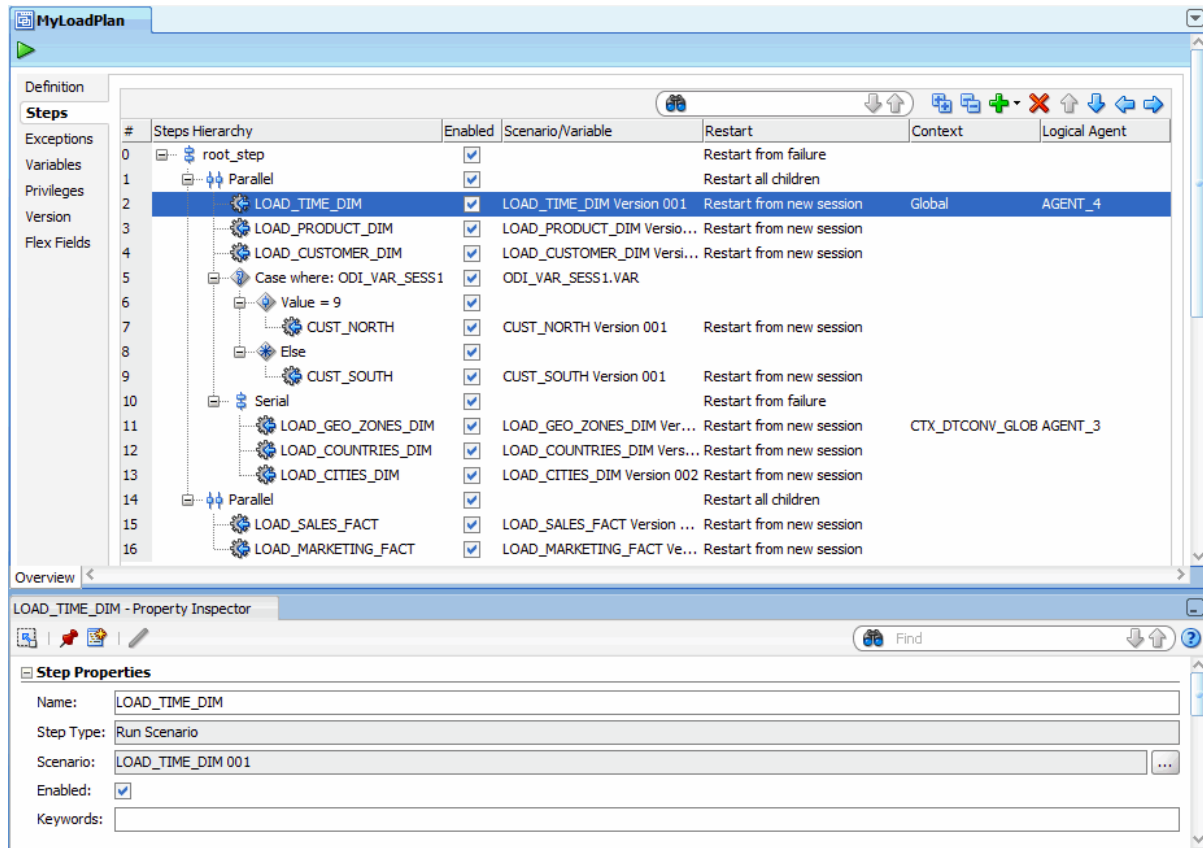 MyLoadPlan
Definition
Steps
Exceptions
Variables
Privileges
Version
Flex Fields
# Steps Hierarchy Enabled Scenario/Variable Restart Context Logical Agent
0 root_step Restart from failure
1 Parallel Restart all children
2 LOAD_TIME_DIM LOAD_TIME_DIM Version 001 Restart from new session Global AGENT_4
3 LOAD_PRODUCT_DIM LOAD_PRODUCT_DIM Versio... Restart from new session
4 LOAD_CUSTOMER_DIM LOAD_CUSTOMER_DIM Versi... Restart from new session
5 Case where: ODI_VAR_SESS1 ODI_VAR_SESS1.VAR
6 Value = 9
7 CUST_NORTH CUST_NORTH Version 001 Restart from new session
8 Else
9 CUST_SOUTH CUST_SOUTH Version 001 Restart from new session
10 Serial Restart from failure
11 LOAD_GEO_ZONES_DIM LOAD_GEO_ZONES_DIM Ver... Restart from new session CTX_DTCONV_GLOB AGENT_3
12 LOAD_COUNTRIES_DIM LOAD_COUNTRIES_DIM Vers... Restart from new session
13 LOAD_CITIES_DIM LOAD_CITIES_DIM Version 002 Restart from new session
14 Parallel Restart all children
15 LOAD_SALES_FACT LOAD_SALES_FACT Version ... Restart from new session
16 LOAD_MARKETING_FACT LOAD_MARKETING_FACT Ve... Restart from new session
Overview
LOAD_TIME_DIM - Property Inspector
Find
Step Properties
Name: LOAD_TIME_DIM
Step Type: Run Scenario
Scenario: LOAD_TIME_DIM 001 ...
Enabled:
Keywords: